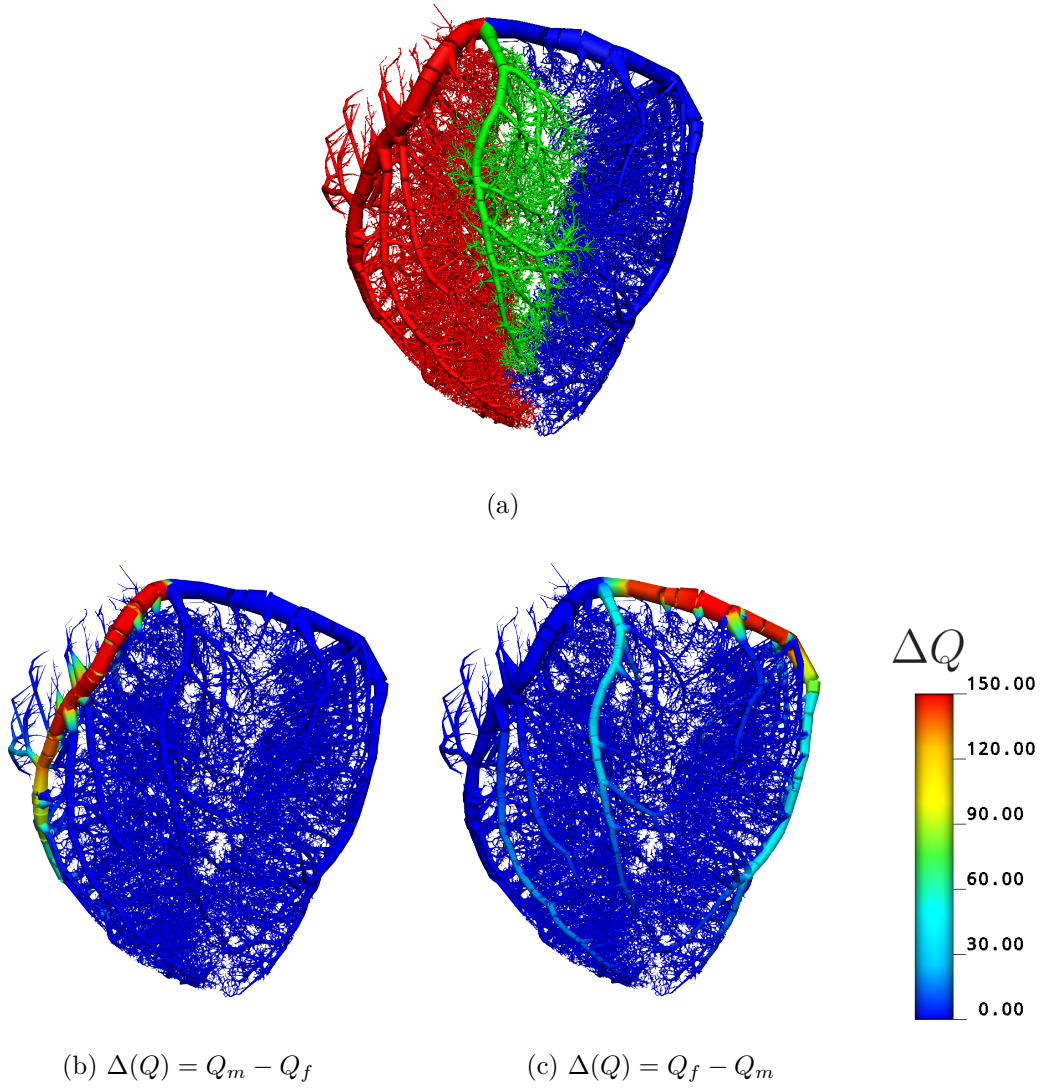 (a)
ΔQ
150.00
120.00
90.00
60.00
30.00
0.00
(b) Δ(Q) = Q_m − Q_f
(c) Δ(Q) = Q_f − Q_m